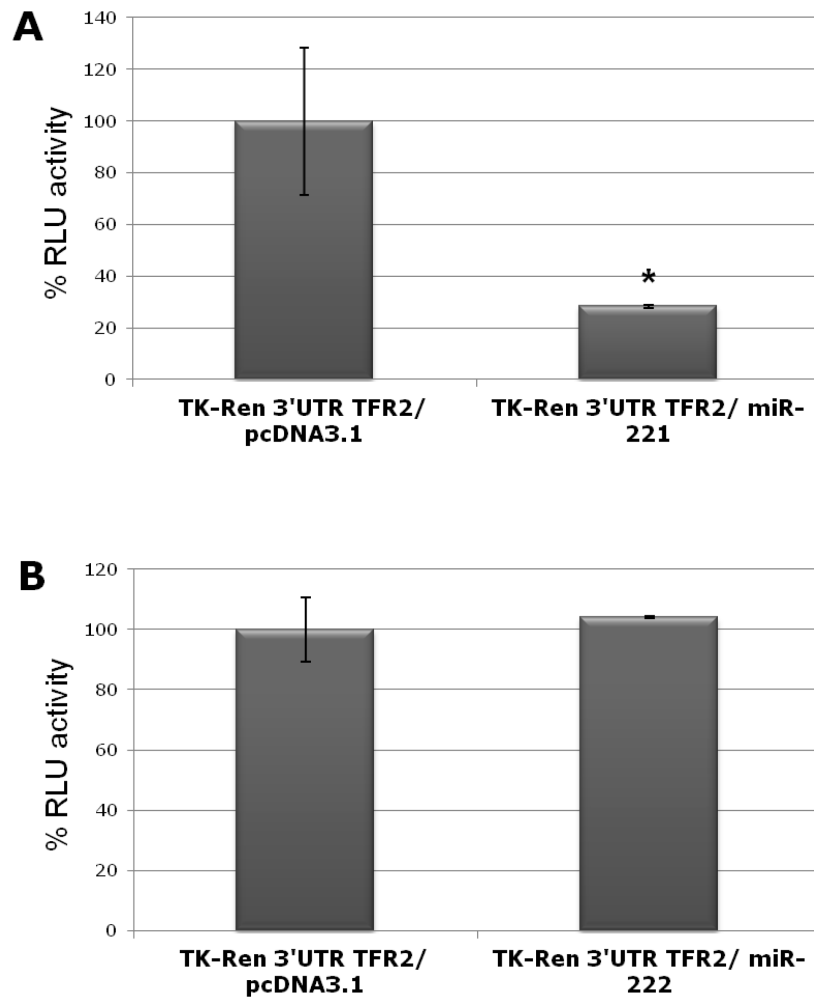 A
140
120
100
80
60
40
20
0
% RLU activity
*
TK-Ren 3'UTR TFR2/
pcDNA3.1
TK-Ren 3'UTR TFR2/ miR-
221
B
120
100
80
60
40
20
0
% RLU activity
TK-Ren 3'UTR TFR2/
pcDNA3.1
TK-Ren 3'UTR TFR2/ miR-
222